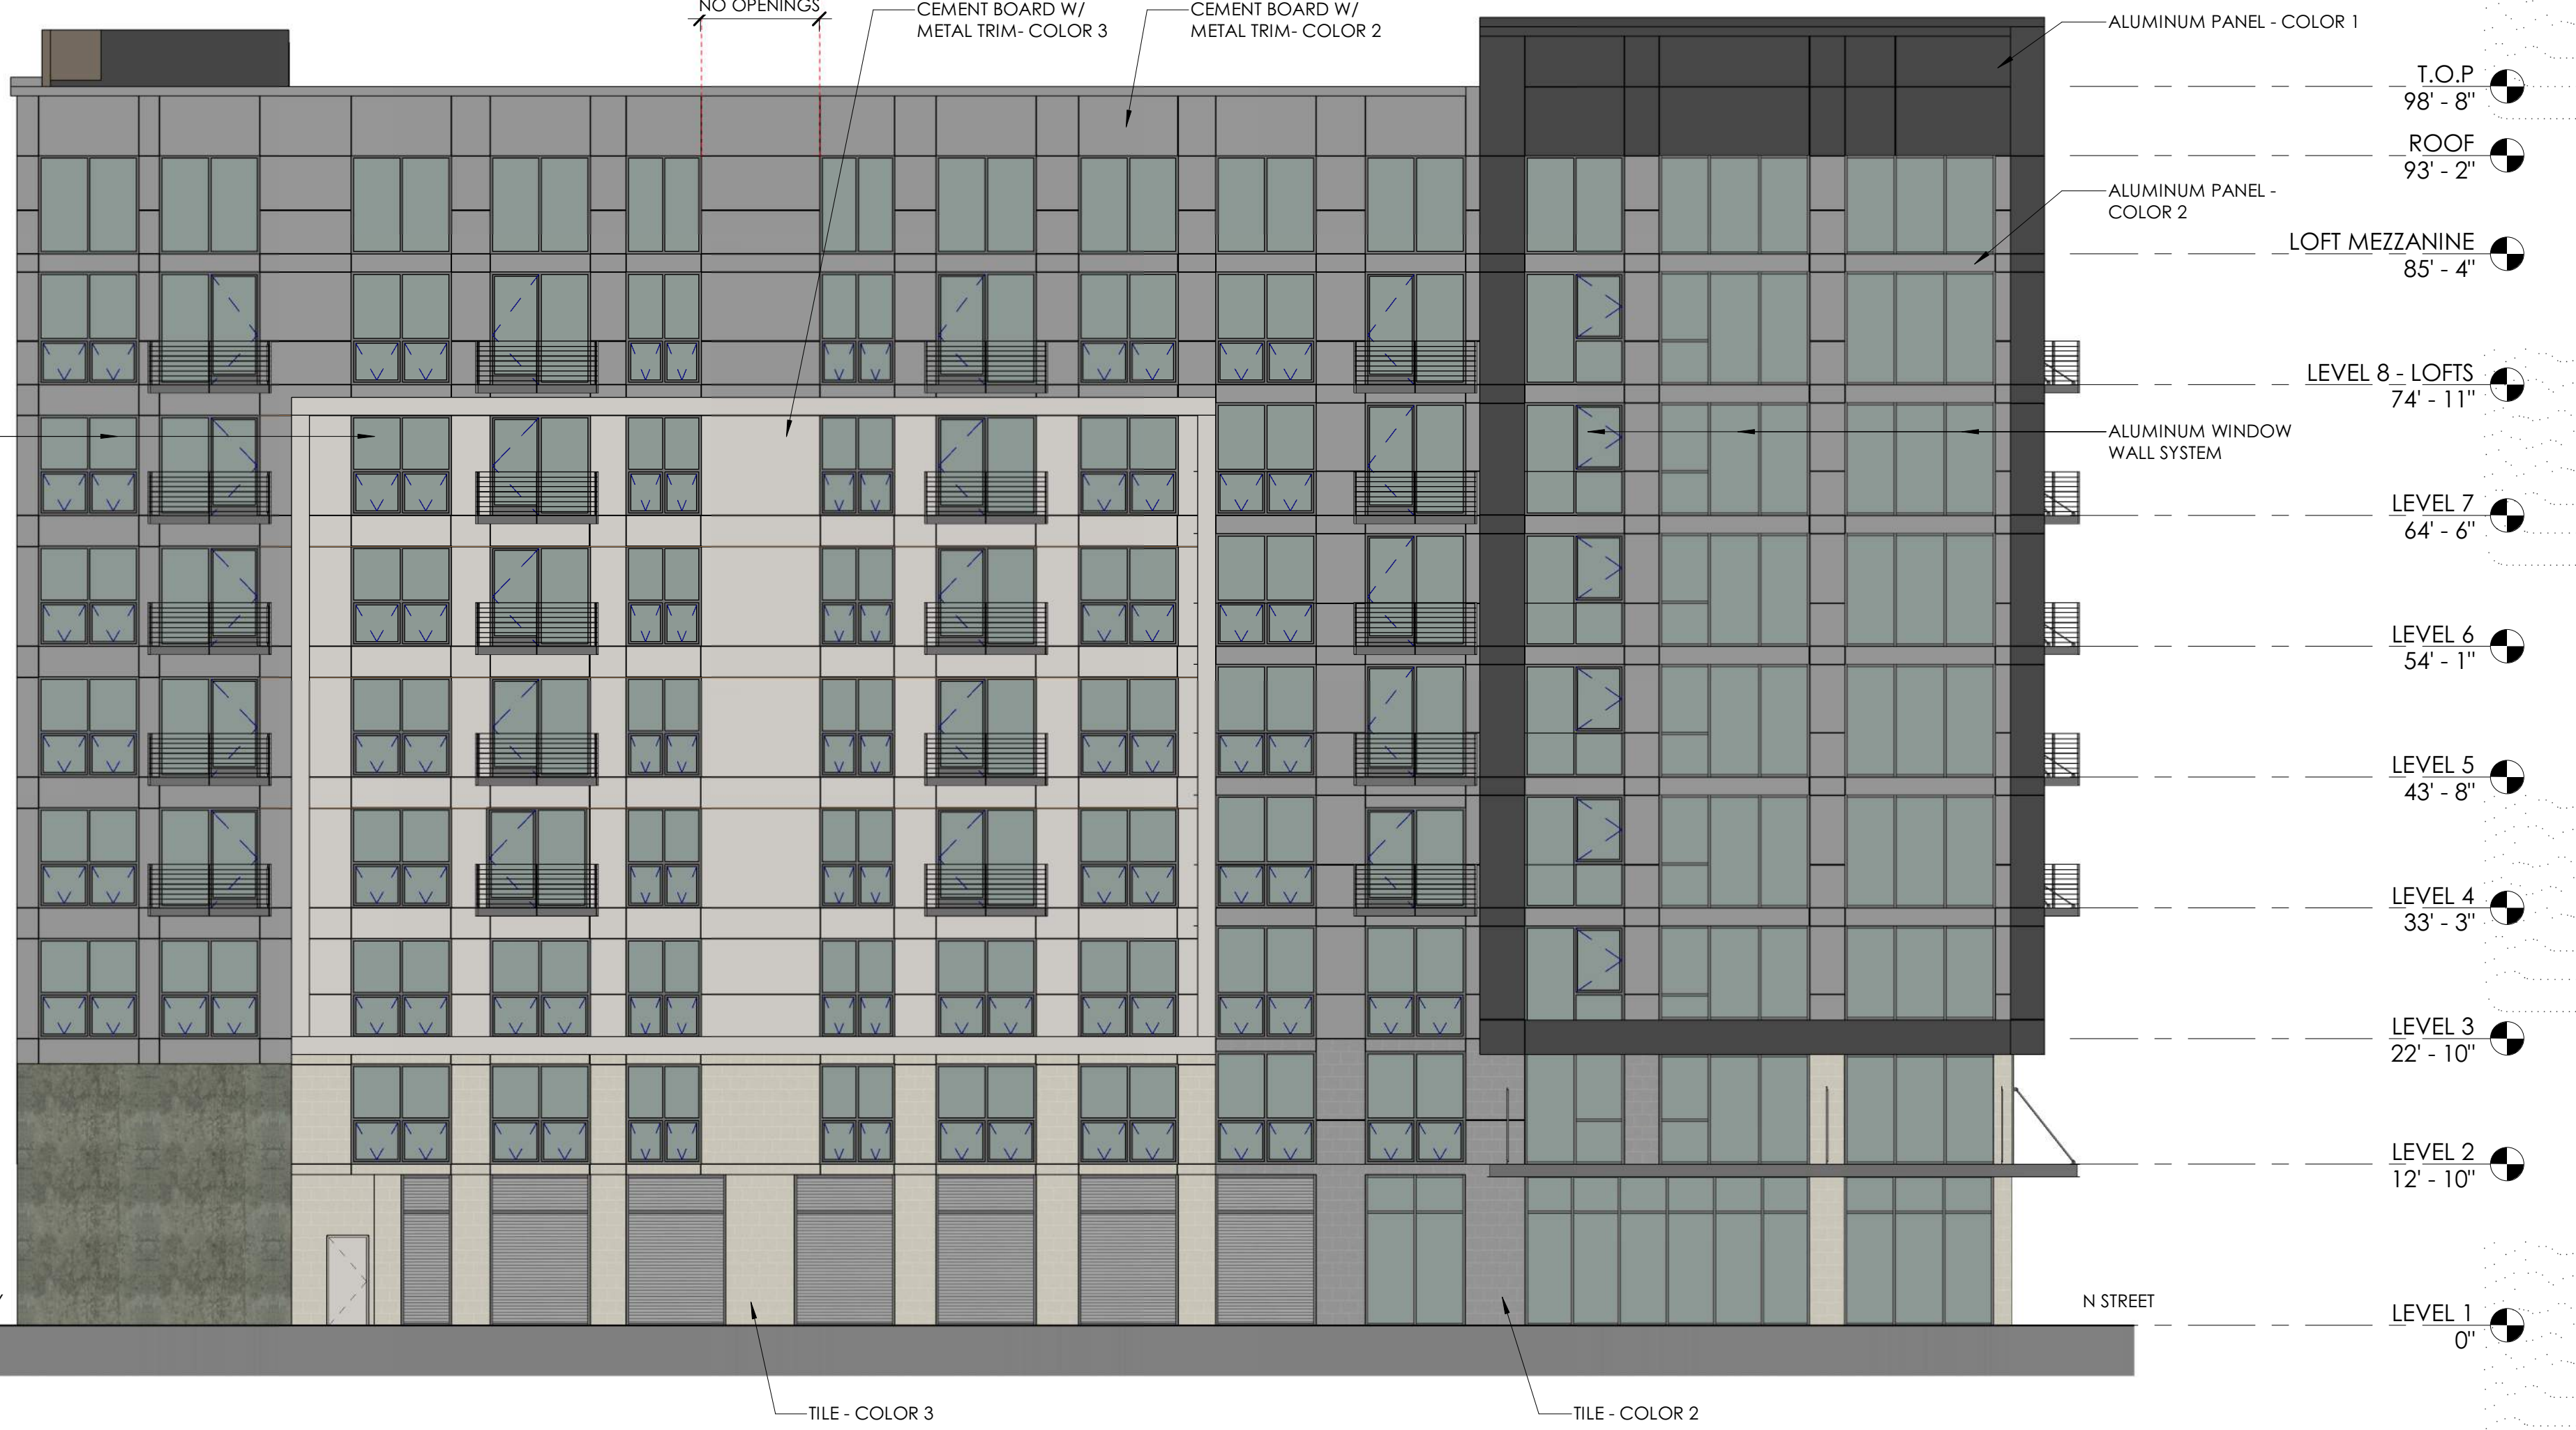 NO OPENINGS
CEMENT BOARD W/
METAL TRIM- COLOR 3
CEMENT BOARD W/
METAL TRIM- COLOR 2
ALUMINUM PANEL - COLOR 1
T.O.P
98' - 8"
ROOF
93' - 2"
ALUMINUM PANEL -
COLOR 2
LOFT MEZZANINE
85' - 4"
LEVEL 8 - LOFTS
74' - 11"
ALUMINUM WINDOW
WALL SYSTEM
LEVEL 7
64' - 6"
LEVEL 6
54' - 1"
LEVEL 5
43' - 8"
LEVEL 4
33' - 3"
LEVEL 3
22' - 10"
LEVEL 2
12' - 10"
N STREET
LEVEL 1
0"
TILE - COLOR 3
TILE - COLOR 2